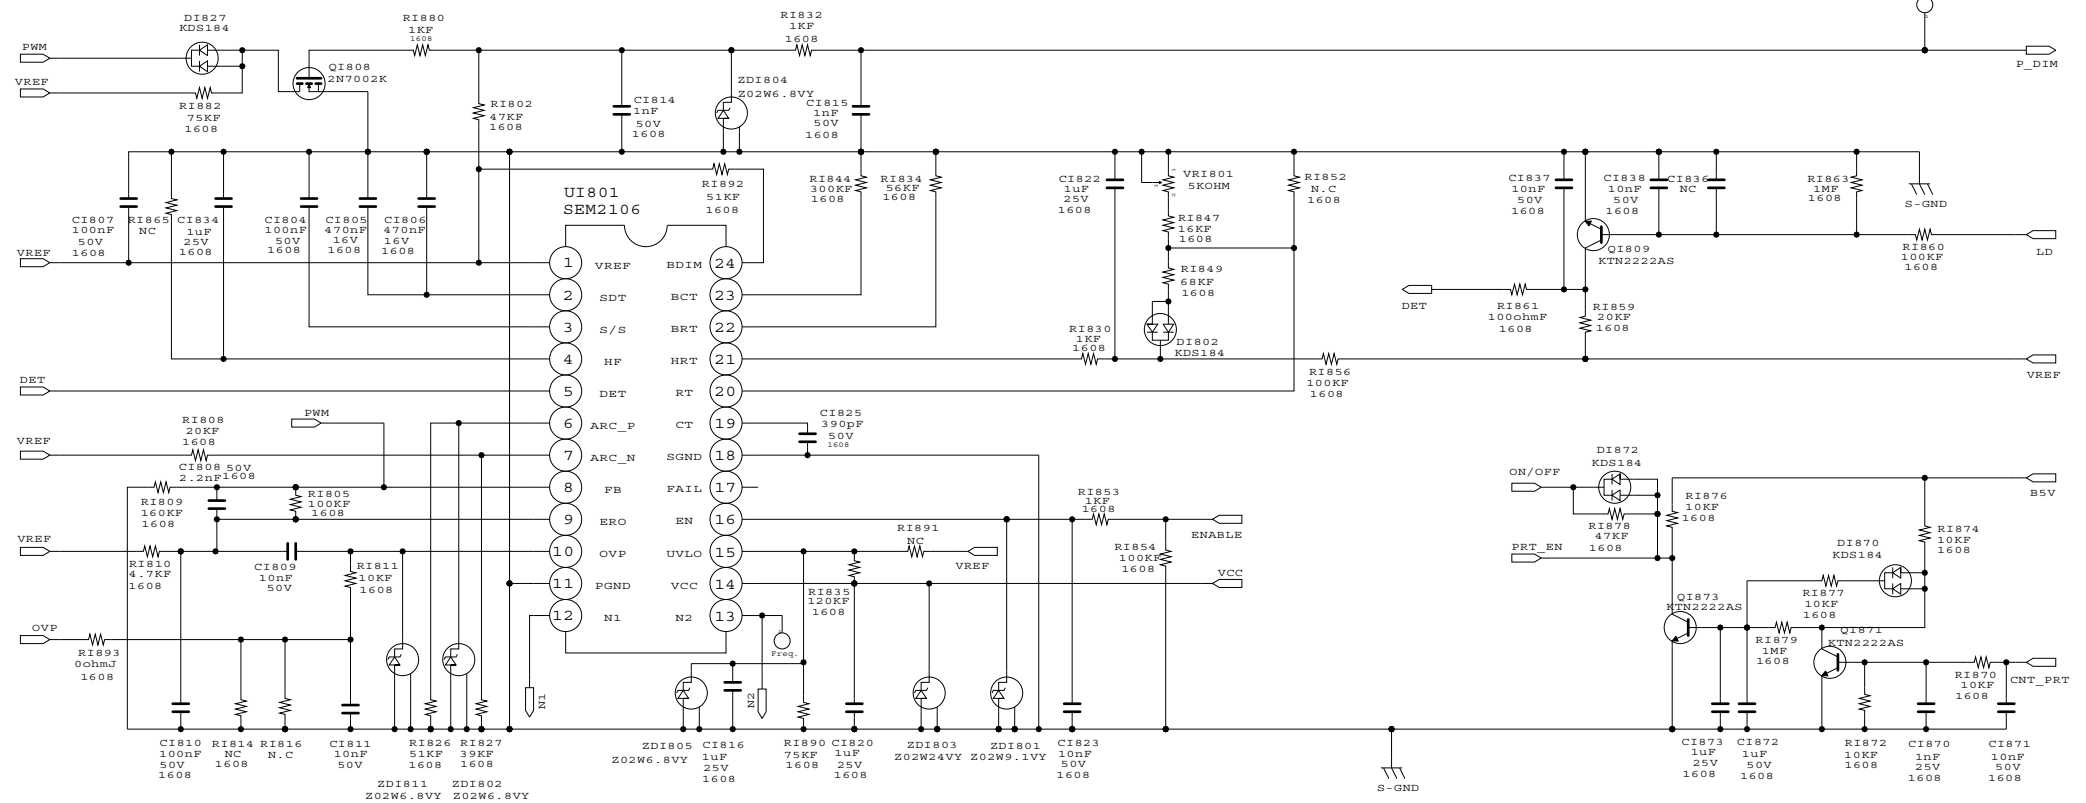 DI827
KDS184
RI880
1KF
1608
RI832
1KF
1608
PWM
VREF
RI882
75KF
1608
QI808
2N7002K
RI802
47KF
1608
CI814
1nF
50V
1608
ZDI804
Z02W6.8VY
CI815
1nF
50V
1608
P_DIM
CI807
100nF
50V
1608
RI865
NC
CI834
1uF
25V
1608
CI804
100nF
50V
1608
CI805
470nF
16V
1608
CI806
470nF
16V
1608
UI801
SEM2106
RI892
51KF
1608
RI844
300KF
1608
RI834
56KF
1608
CI822
1uF
25V
1608
VRI801
5KOHM
RI847
16KF
1608
RI849
68KF
1608
DI802
KDS184
RI852
N.C
1608
CI837
10nF
50V
1608
CI838
10nF
50V
1608
CI836
NC
RI863
1MF
1608
S-GND
QI809
KTN2222AS
RI860
100KF
1608
LD
DET
RI861
100ohmF
1608
RI859
20KF
1608
VREF
RI830
1KF
1608
RI856
100KF
1608
VREF
1 VREF
2 SDT
3 S/S
4 HF
5 DET
6 ARC_P
7 ARC_N
8 FB
9 ERO
10 OVP
11 PGND
12 N1
BDIM 24
BCT 23
BRT 22
HRT 21
RT 20
CT 19
SGND 18
FAIL 17
EN 16
UVLO 15
VCC 14
N2 13
DET
PWM
RI808
20KF
1608
VREF
CI808 50V
2.2nF 1608
RI809
160KF
1608
RI805
100KF
1608
VREF
RI810
4.7KF
1608
CI809
10nF
50V
RI811
10KF
1608
OVP
RI893
0ohmJ
1608
CI825
390pF
50V
1608
RI853
1KF
1608
ENABLE
RI891
NC
VREF
RI854
100KF
1608
VCC
RI835
120KF
1608
Freq.
N1
N2
CI810
100nF
50V
1608
RI814
NC
1608
RI816
N.C
CI811
10nF
50V
RI826
51KF
1608
RI827
39KF
1608
ZDI811
Z02W6.8VY
ZDI802
Z02W6.8VY
ZDI805
Z02W6.8VY
CI816
1uF
25V
1608
RI890
75KF
1608
CI820
1uF
25V
1608
ZDI803
Z02W24VY
ZDI801
Z02W9.1VY
CI823
10nF
50V
1608
S-GND
ON/OFF
DI872
KDS184
RI878
47KF
1608
RI876
10KF
1608
B5V
PRT_EN
RI874
10KF
1608
DI870
KDS184
RI877
10KF
1608
QI873
KTN2222AS
RI879
1MF
1608
QI871
KTN2222AS
RI870
10KF
1608
CNT_PRT
CI873
1uF
25V
1608
CI872
1uF
50V
1608
RI872
10KF
1608
CI870
1nF
25V
1608
CI871
10nF
50V
1608